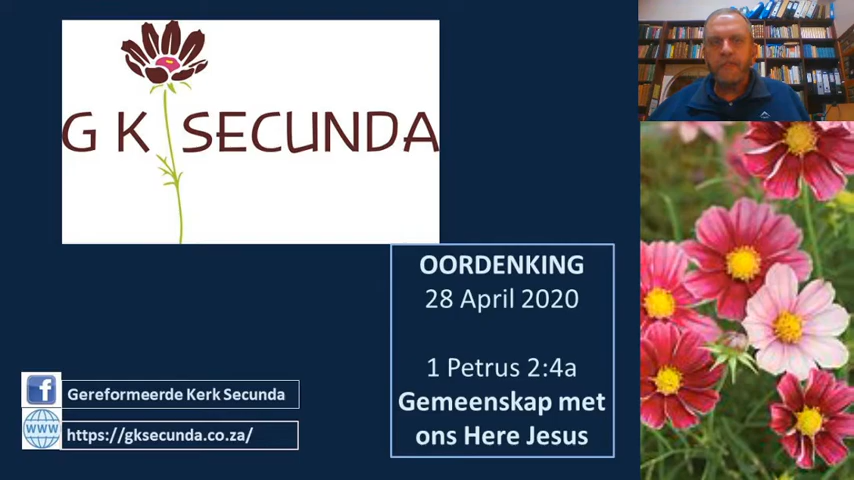 G K SECUNDA
OORDENKING
28 April 2020
1 Petrus 2:4a
Gemeenskap met
ons Here Jesus
f Gereformeerde Kerk Secunda
WWW https://gksecunda.co.za/